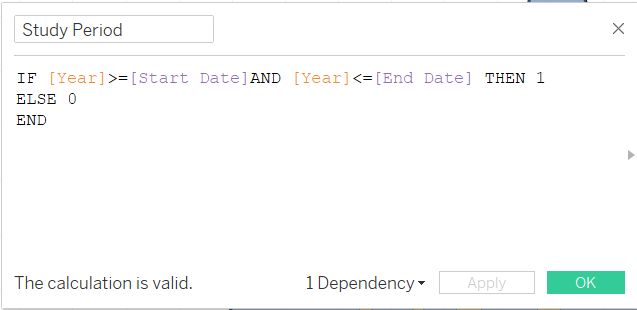 Study Period
IF [Year]>=[Start Date]AND [Year]<=[End Date] THEN 1
ELSE 0
END
The calculation is valid.
1 Dependency
Apply
OK